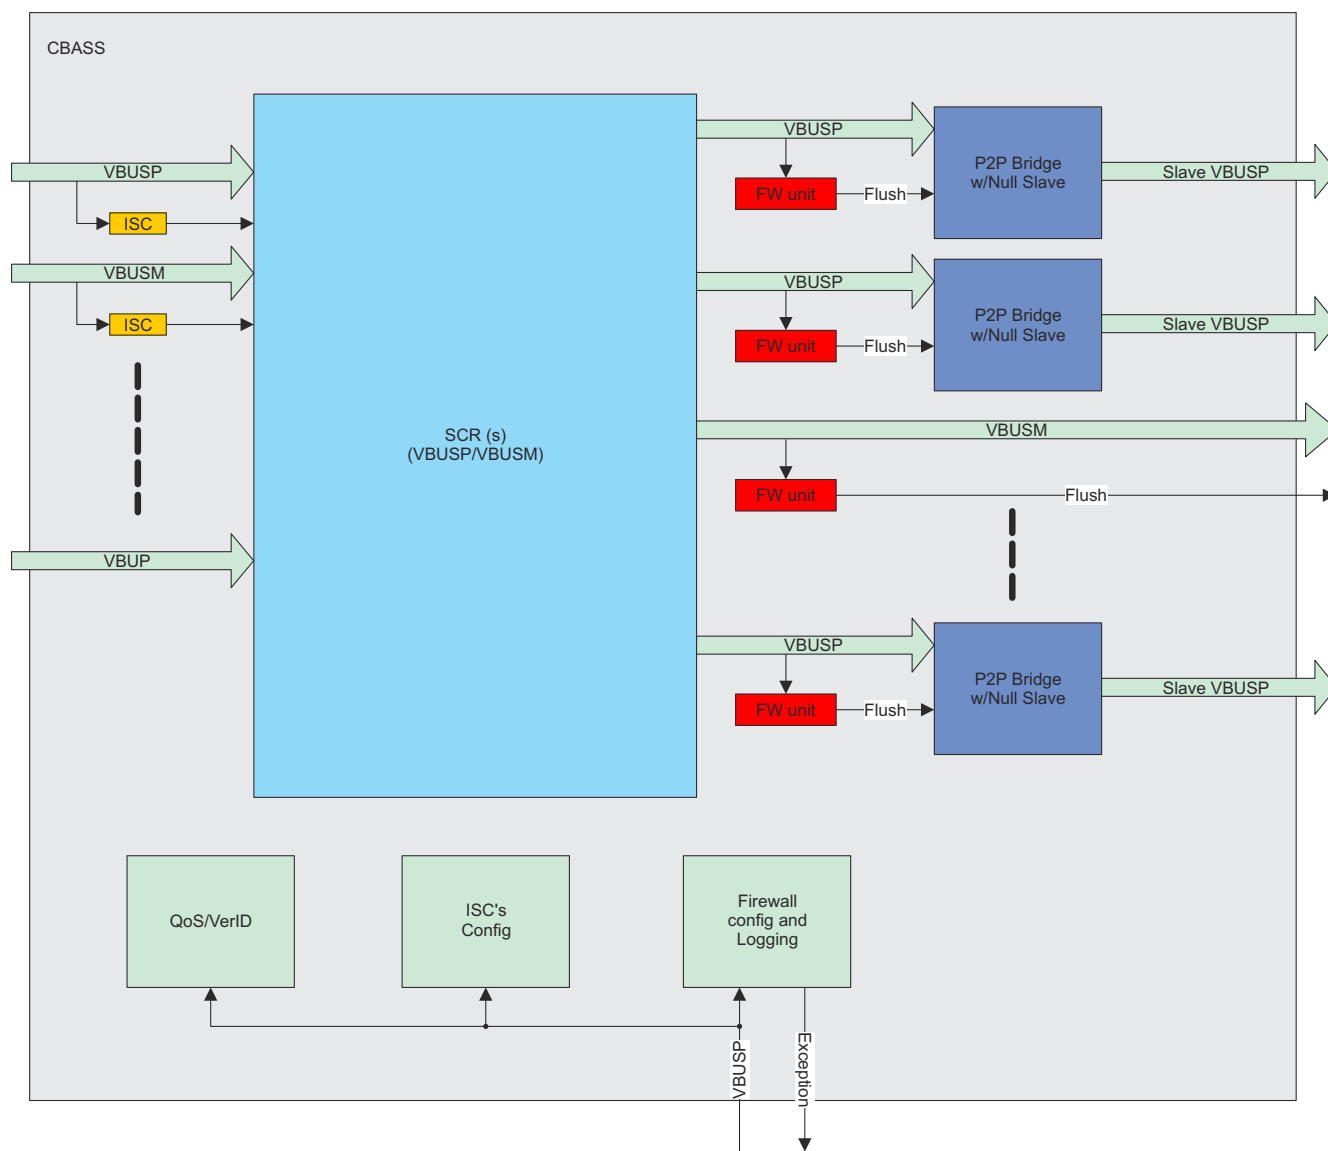 CBASS
VBUSP
ISC
VBUSM
ISC
VBUP
SCR (s)
(VBUSP/VBUSM)
VBUSP
FW unit
Flush
P2P Bridge
w/Null Slave
Slave VBUSP
VBUSP
FW unit
Flush
P2P Bridge
w/Null Slave
Slave VBUSP
VBUSM
FW unit
Flush
VBUSP
FW unit
Flush
P2P Bridge
w/Null Slave
Slave VBUSP
QoS/VerID
ISC's
Config
Firewall
config and
Logging
VBUSP
Exception